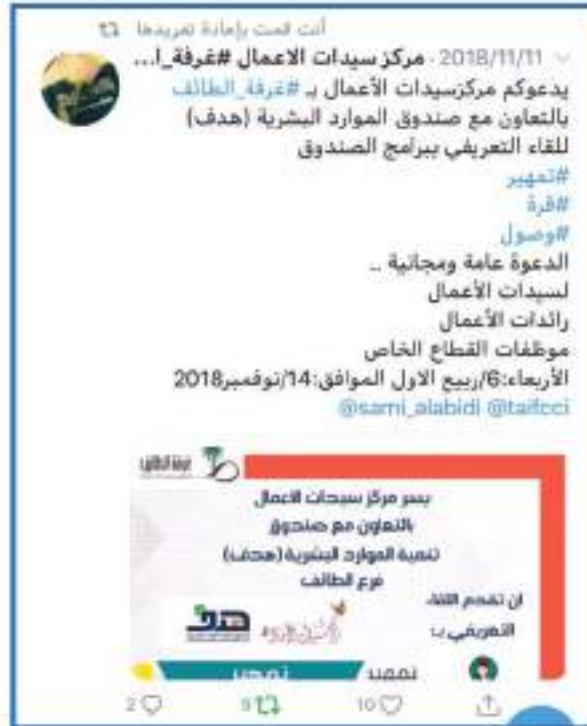 أنت قمت بإعادة تغريدها
مركز سيدات الاعمال #غرفة_ا... · 2018/11/11
يدعوكم مركزسيدات الأعمال بـ #غرفة_الطائف
بالتعاون مع صندوق الموارد البشرية (هدف)
للقاء التعريفي ببرامج الصندوق
#تمهير
#قرة
#وصول
الدعوة عامة ومجانية ..
لسيدات الأعمال
رائدات الأعمال
موظفات القطاع الخاص
الأربعاء:6/ربيع الاول الموافق:14/نوفمبر2018
@sami_alabidi @taifcci
غرفة الطائف
يسر مركز سيدات الاعمال
بالتعاون مع صندوق
تنمية الموارد البشرية (هدف)
فرع الطائف
ان تقدم اللقاء
التعريفي بـ:
هدف
تمهير
تمهير
2 9 10